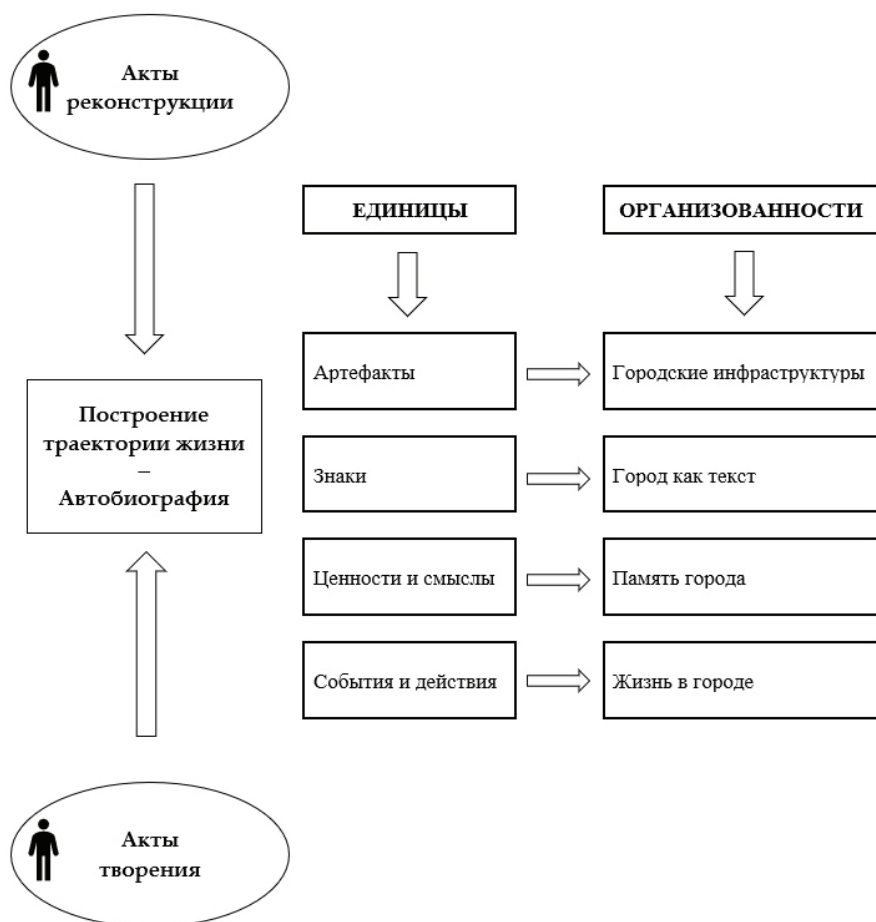 Акты
реконструкции
ЕДИНИЦЫ
ОРГАНИЗОВАННОСТИ
Артефакты
Городские инфраструктуры
Построение
траектории жизни
–
Автобиография
Знаки
Город как текст
Ценности и смыслы
Память города
События и действия
Жизнь в городе
Акты
творения